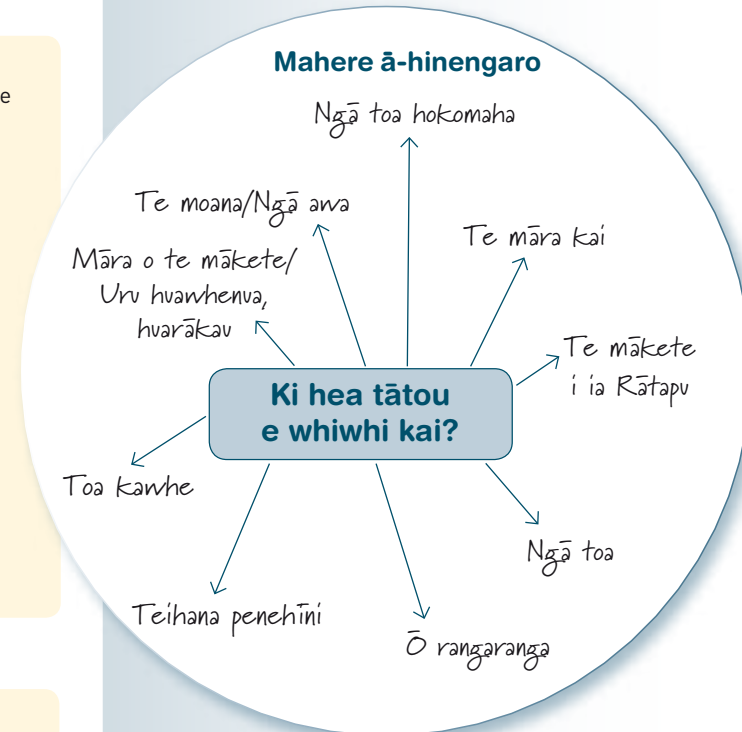 e
Mahere ā-hinengaro
Ngā toa hokomaha
Te moana/Ngā awa
Te māra kai
Māra o te mākete/
Uru huawhenua,
huarākau
Te mākete
i ia Rātapu
Ki hea tātou
e whiwhi kai?
Toa kawhe
Ngā toa
Teihana penehīni
Ō rangaranga